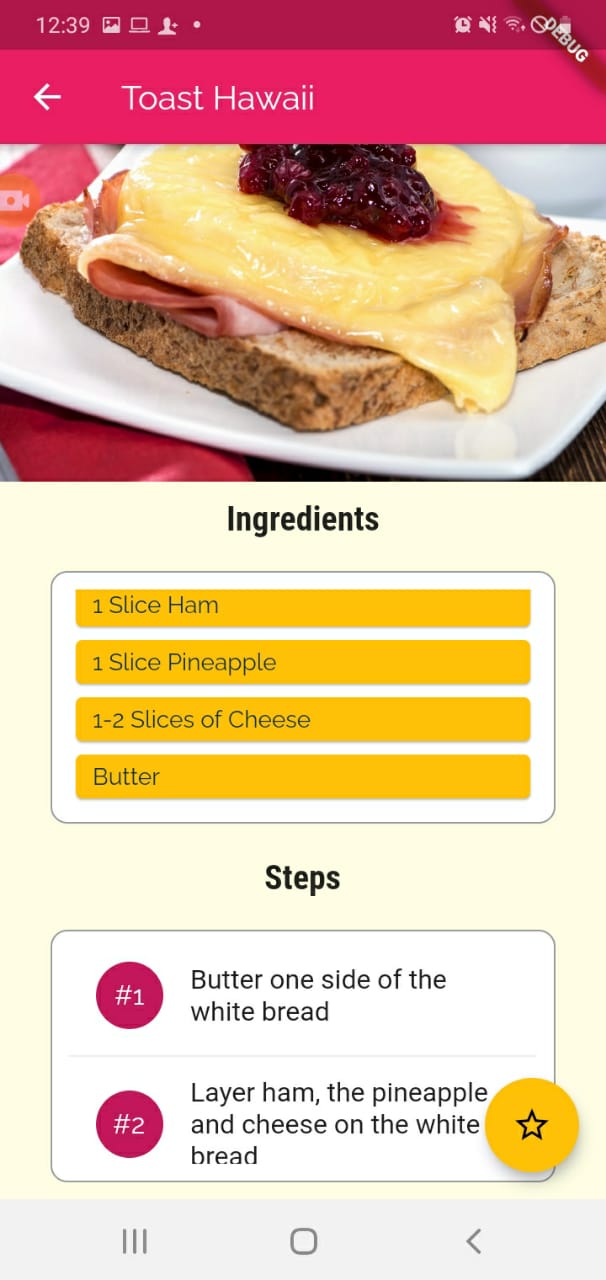 12:39
DEBUG
Toast Hawaii
Ingredients
1 Slice Ham
1 Slice Pineapple
1-2 Slices of Cheese
Butter
Steps
#1
Butter one side of the
white bread
#2
Layer ham, the pineapple
and cheese on the white
bread